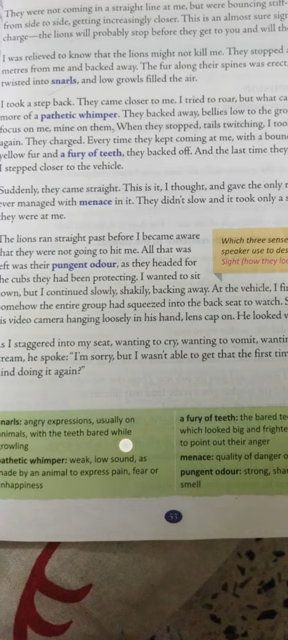 They were not coming in a straight line at me, but were bouncing stiff-
from side to side, getting increasingly closer. This is an almost sure sign
charge—the lions will probably stop before they get to you and will th
I was relieved to know that the lions might not kill me. They stopped
metres from me and backed away. The fur along their spines was erect,
twisted into snarls, and low growls filled the air.
I took a step back. They came closer to me. I tried to roar, but what ca
more of a pathetic whimper. They backed away, bellies low to the gro
focus on me, mine on them, When they stopped, tails twitching, I too
again. They charged. Every time they kept coming at me, with a boun
yellow fur and a fury of teeth, they backed off. And the last time they
I stepped closer to the vehicle.
Suddenly, they came straight. This is it, I thought, and gave the only r
ever managed with menace in it. They didn't slow and it took only a s
they were at me.
The lions ran straight past before I became aware
that they were not going to hit me. All that was
eft was their pungent odour, as they headed for
he cubs they had been protecting. I wanted to sit
own, but I continued slowly, shakily, backing away. At the vehicle, I fi
omehow the entire group had squeezed into the back seat to watch. S
is video camera hanging loosely in his hand, lens cap on. He looked
s I staggered into my seat, wanting to cry, wanting to vomit, wantin
ream, he spoke: "I'm sorry, but I wasn't able to get that the first tim
ind doing it again?"
Which three sense
speaker use to des
Sight (how they loo
narls: angry expressions, usually on
nimals, with the teeth bared while
rowling
athetic whimper: weak, low sound, as
nade by an animal to express pain, fear or
nhappiness
a fury of teeth: the bared te
which looked big and frighte
to point out their anger
menace: quality of danger o
pungent odour: strong, shar
smell